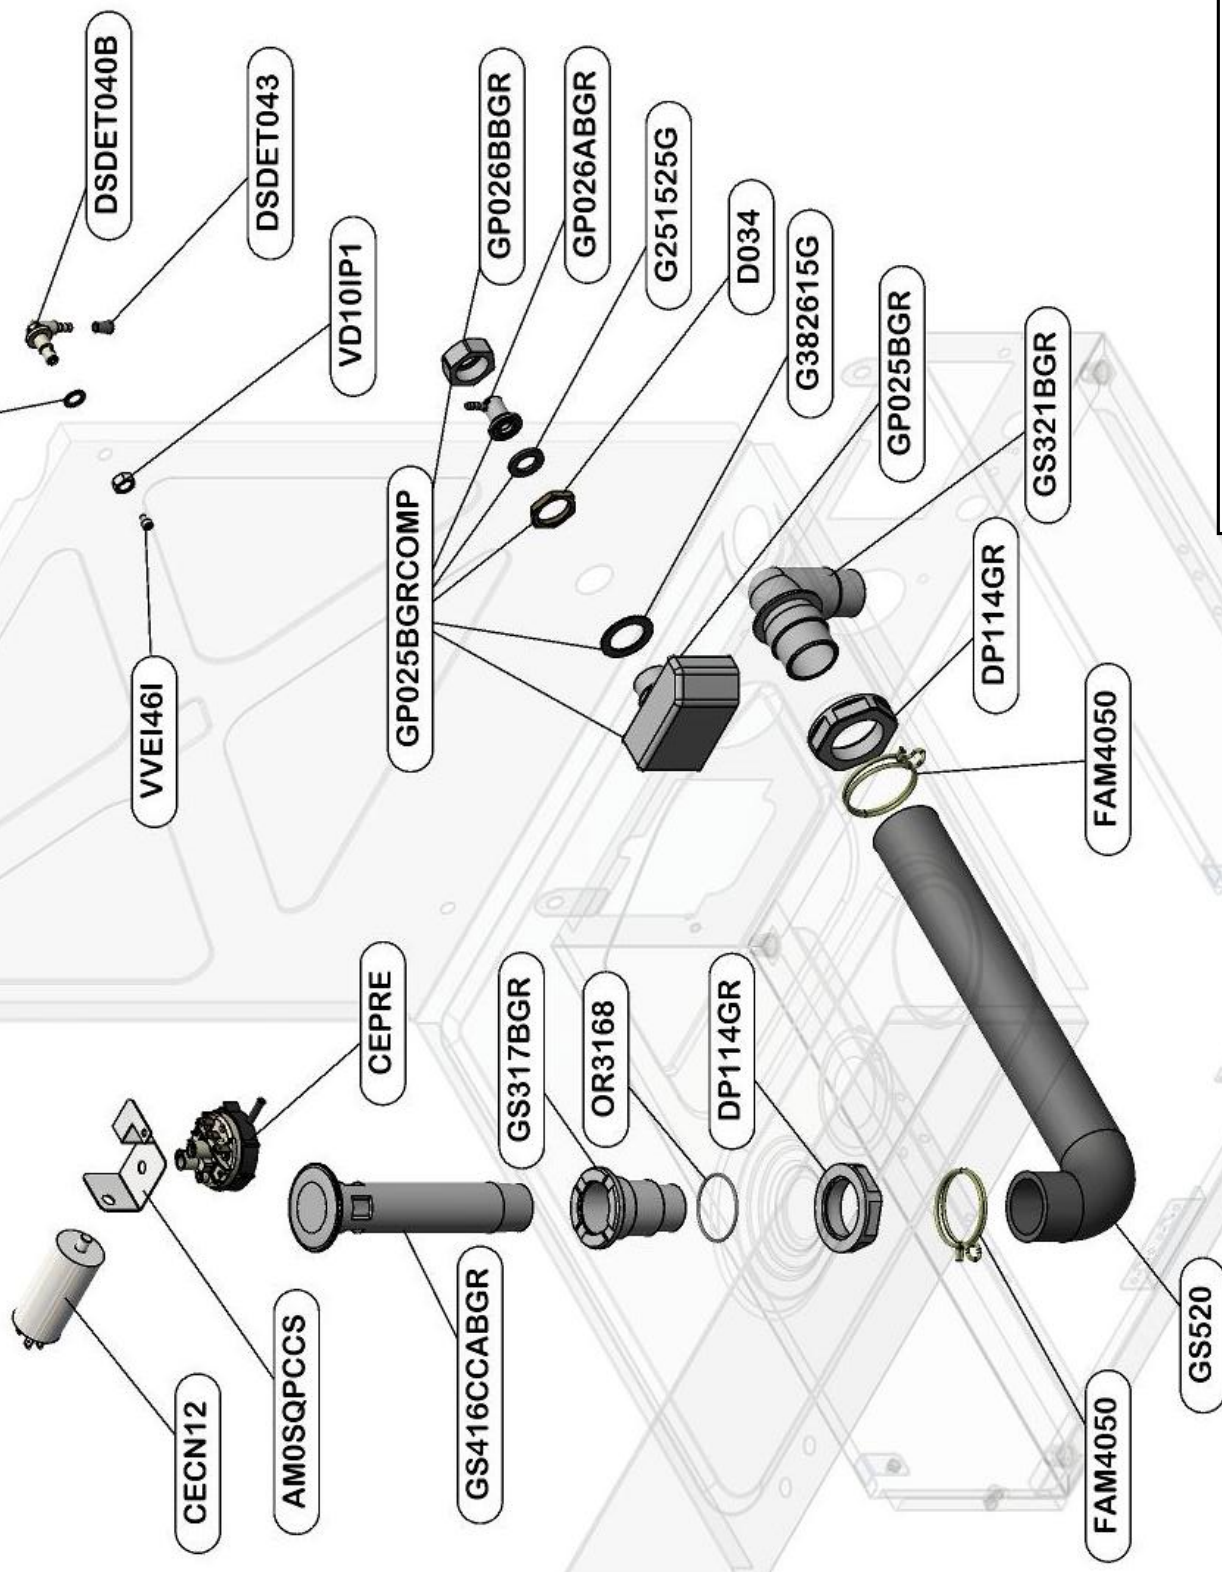 DSDET040B
DSDET043
VD10IP1
VVEI46I
GP026BBGR
GP026ABGR
G251525G
D034
G382615G
GP025BGR
GS321BGR
GP025BGRCOMP
DP114GR
FAM4050
CEPRE
GS317BGR
OR3168
DP114GR
CECN12
AM0SQPCCS
GS416CCABGR
FAM4050
GS520